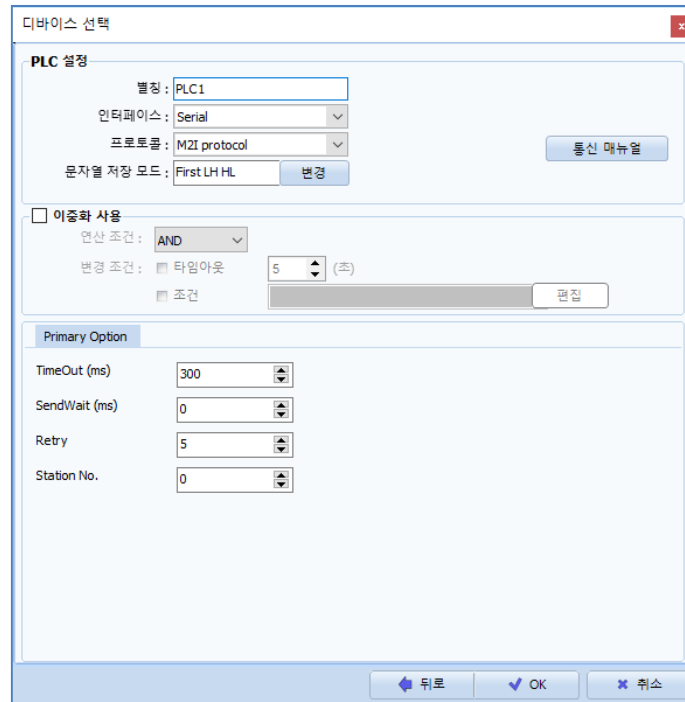 디바이스 선택
x
PLC 설정
별칭 : PLC1
인터페이스 : Serial
프로토콜 : M2I protocol
통신 매뉴얼
문자열 저장 모드 : First LH HL 변경
이중화 사용
연산 조건 : AND
변경 조건 : 타임아웃 5 (초)
조건 편집
Primary Option
TimeOut (ms) 300
SendWait (ms) 0
Retry 5
Station No. 0
뒤로 OK 취소